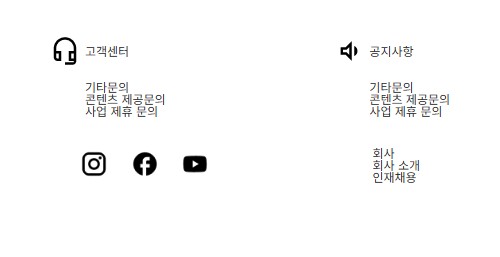 고객센터
기타문의
콘텐츠 제공문의
사업 제휴 문의
공지사항
기타문의
콘텐츠 제공문의
사업 제휴 문의
회사
회사 소개
인재채용